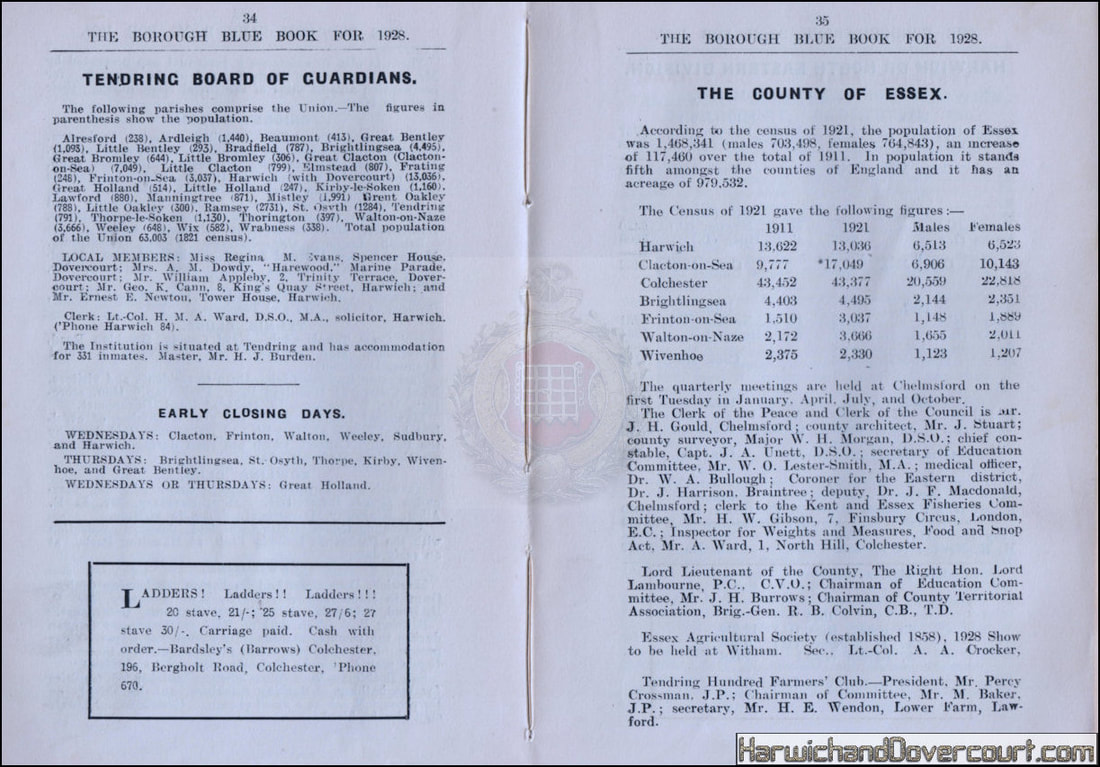 34
THE BOROUGH BLUE BOOK FOR 1928.
TENDRING BOARD OF GUARDIANS.
The following parishes comprise the Union.—The figures in
parenthesis show the population.
Alresford (238), Ardleigh (1,440), Beaumont (413), Great Bentley
(1,093), Little Bentley (293), Bradfield (787), Brightlingsea (4,495),
Great Bromley (644), Little Bromley (306), Great Clacton (Clacton-
on-Sea) (7,049), Little Clacton (799), Elmstead (807), Frating
(248), Frinton-on-Sea (3,037), Harwich (with Dovercourt) (13,036),
Great Holland (514), Little Holland (247), Kirby-le-Soken (1,160),
Lawford (880), Manningtree (871), Mistley (1,991) Great Oakley
(788), Little Oakley (300), Ramsey (2731), St. Osyth (1284), Tendring
(791), Thorpe-le-Soken (1,130), Thorington (397), Walton-on-Naze
(3,666), Weeley (648), Wix (582), Wrabness (338). Total population
of the Union 63,003 (1821 census).
LOCAL MEMBERS: Miss Regina M. Evans, Spencer House,
Dovercourt; Mrs. A. M. Dowdy, "Harewood," Marine Parade,
Dovercourt; Mr. William Appleby, 2, Trinity Terrace, Dover-
court; Mr. Geo. K. Cann, 8, King's Quay Street, Harwich; and
Mr. Ernest E. Newton, Tower House, Harwich.
Clerk: Lt.-Col. H. M. A. Ward, D.S.O., M.A., solicitor, Harwich.
('Phone Harwich 84).
The Institution is situated at Tendring and has accommodation
for 331 inmates. Master, Mr. H. J. Burden.
EARLY CLOSING DAYS.
WEDNESDAYS: Clacton, Frinton, Walton, Weeley, Sudbury,
and Harwich.
THURSDAYS: Brightlingsea, St. Osyth, Thorpe, Kirby, Wiven-
hoe, and Great Bentley.
WEDNESDAYS OR THURSDAYS: Great Holland.
LADDERS! Ladders!! Ladders!!!
20 stave, 21/-; 25 stave, 27/6; 27
stave 30/-. Carriage paid. Cash with
order.—Bardsley's (Barrows) Colchester,
196, Bergholt Road, Colchester, 'Phone
670.
35
THE BOROUGH BLUE BOOK FOR 1928.
THE COUNTY OF ESSEX.
According to the census of 1921, the population of Essex
was 1,468,341 (males 703,498, females 764,843), an increase
of 117,460 over the total of 1911. In population it stands
fifth amongst the counties of England and it has an
acreage of 979,532.
The Census of 1921 gave the following figures:—
1911 1921 Males Females
Harwich 13,622 13,036 6,513 6,523
Clacton-on-Sea 9,777 *17,049 6,906 10,143
Colchester 43,452 43,377 20,559 22,818
Brightlingsea 4,403 4,495 2,144 2,351
Frinton-on-Sea 1,510 3,037 1,148 1,889
Walton-on-Naze 2,172 3,666 1,655 2,011
Wivenhoe 2,375 2,330 1,123 1,207
The quarterly meetings are held at Chelmsford on the
first Tuesday in January, April, July, and October.
The Clerk of the Peace and Clerk of the Council is Mr.
J. H. Gould, Chelmsford; county architect, Mr. J. Stuart;
county surveyor, Major W. H. Morgan, D.S.O.; chief con-
stable, Capt. J. A. Unett, D.S.O.; secretary of Education
Committee, Mr. W. O. Lester-Smith, M.A.; medical officer,
Dr. W. A. Bullough; Coroner for the Eastern district,
Dr. J. Harrison, Braintree; deputy, Dr. J. F. Macdonald,
Chelmsford; clerk to the Kent and Essex Fisheries Com-
mittee, Mr. H. W. Gibson, 7, Finsbury Circus, London,
E.C.; Inspector for Weights and Measures, Food and Shop
Act, Mr. A. Ward, 1, North Hill, Colchester.
Lord Lieutenant of the County, The Right Hon. Lord
Lambourne, P.C., C.V.O.; Chairman of Education Com-
mittee, Mr. J. H. Burrows; Chairman of County Territorial
Association, Brig.-Gen. R. B. Colvin, C.B., T.D.
Essex Agricultural Society (established 1858), 1928 Show
to be held at Witham. Sec., Lt.-Col. A. A. Crocker,
Tendring Hundred Farmers' Club.—President, Mr. Percy
Crossman, J.P.; Chairman of Committee, Mr. M. Baker,
J.P.; secretary, Mr. H. E. Wendon, Lower Farm, Law-
ford.
HarwichandDovercourt.com